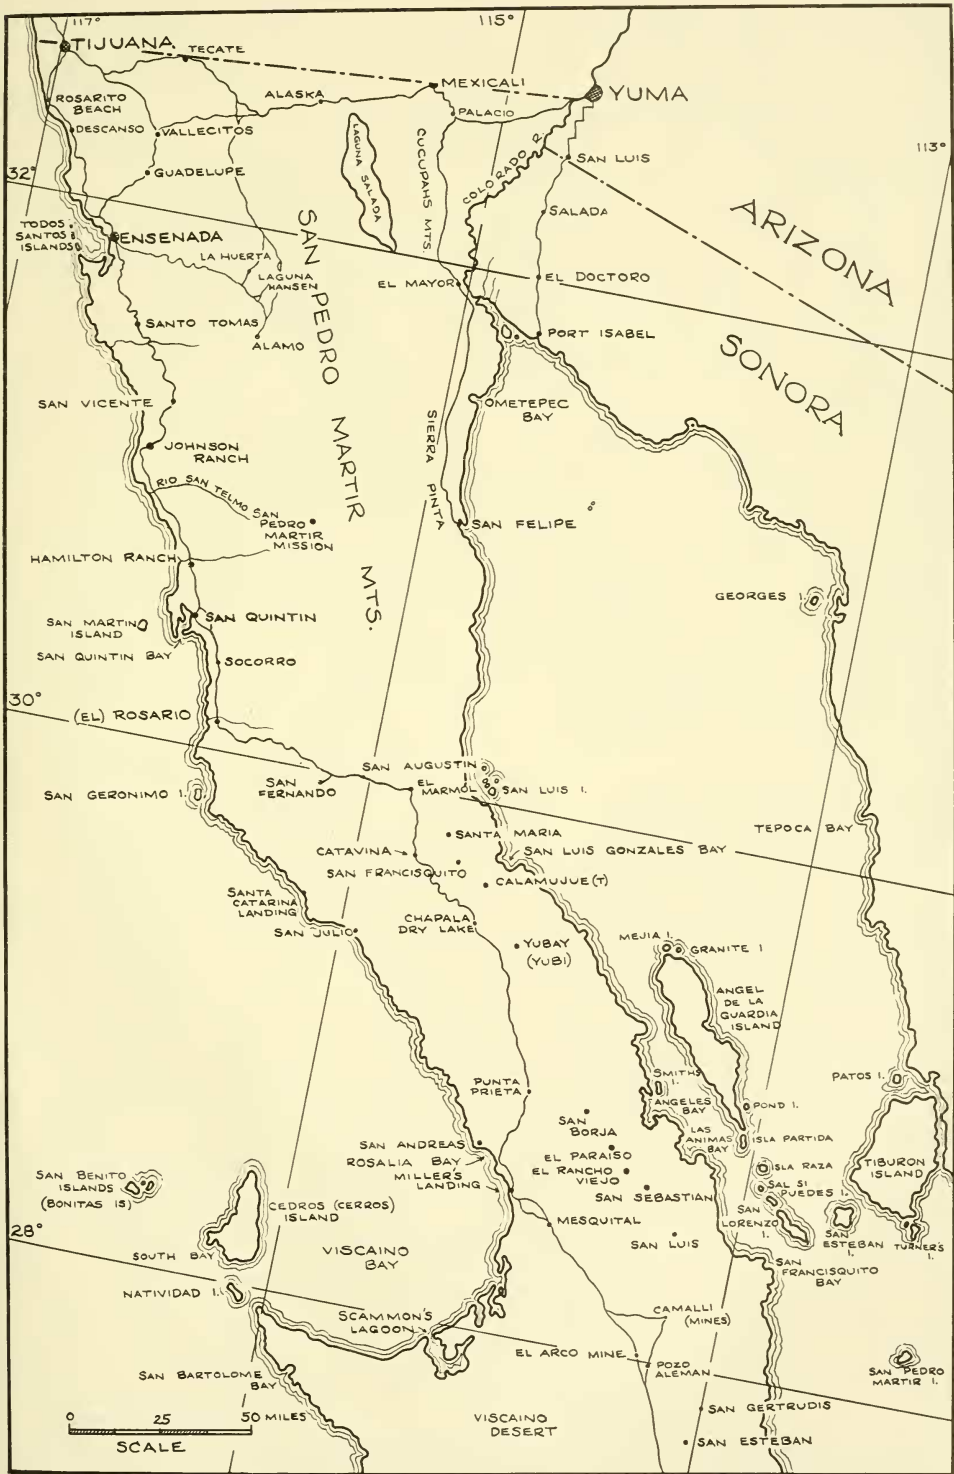 117°
115°
TIJUANA
TECATE
MEXICALI
YUMA
ROSARITO
BEACH
ALASKA
PALACIO
DESCANSO
VALLECITOS
113°
COLORADO R.
SAN LUIS
32°
GUADELUPE
LAGUNA SALADA
CUCUPAHS MTS.
ARIZONA
SALADA
TODOS
SANTOS
ISLANDS
ENSENADA
SAN PEDRO MARTIR MTS.
LA HUERTA
LAGUNA
HANSEN
EL MAYOR
EL DOCTORO
SANTO TOMAS
ALAMO
PORT ISABEL
SONORA
SAN VICENTE
OMETEPEC
BAY
SIERRA PINTA
JOHNSON
RANCH
RIO SAN TELMO
SAN
PEDRO
MARTIR
MISSION
SAN FELIPE
HAMILTON RANCH
GEORGES I.
SAN MARTIN
ISLAND
SAN QUINTIN
SAN QUINTIN BAY
SOCORRO
30°
(EL) ROSARIO
SAN AUGUSTIN
SAN
FERNANDO
EL
MARMOL
SAN LUIS I.
SAN GERONIMO I.
TEPOCA BAY
SANTA MARIA
CATAVINA
SAN LUIS GONZALES BAY
SAN FRANCISQUITO
CALAMUJUE(T)
SANTA
CATARINA
LANDING
SAN JULIO
CHAPALA
DRY LAKE
YUBAY
(YUBI)
MEJIA I.
GRANITE I
ANGEL
DE LA
GUARDIA
ISLAND
SMITHS
I.
PATOS I.
PUNTA
PRIETA
ANGELES
BAY
POND I.
SAN
BORJA
LAS
ANIMAS
BAY
ISLA PARTIDA
SAN ANDREAS
ROSALIA BAY
MILLER'S
LANDING
EL PARAISO
EL RANCHO
VIEJO
ISLA RAZA
TIBURON
ISLAND
SAN BENITO
ISLANDS
(BONITAS IS)
SAL SI
PUEDES I.
SAN SEBASTIAN
CEDROS (CERROS)
ISLAND
MESQUITAL
SAN
LORENZO
I.
SAN
ESTEBAN
I.
TURNER'S
I.
28°
SOUTH BAY
VISCAINO
BAY
SAN LUIS
SAN
FRANCISQUITO
BAY
NATIVIDAD I.
SCAMMON'S
LAGOON
CAMALLI
(MINES)
EL ARCO MINE
POZO
ALEMAN
SAN PEDRO
MARTIR I.
SAN BARTOLOME
BAY
SAN GERTRUDIS
0 25 50 MILES
SCALE
VISCAINO
DESERT
SAN ESTEBAN